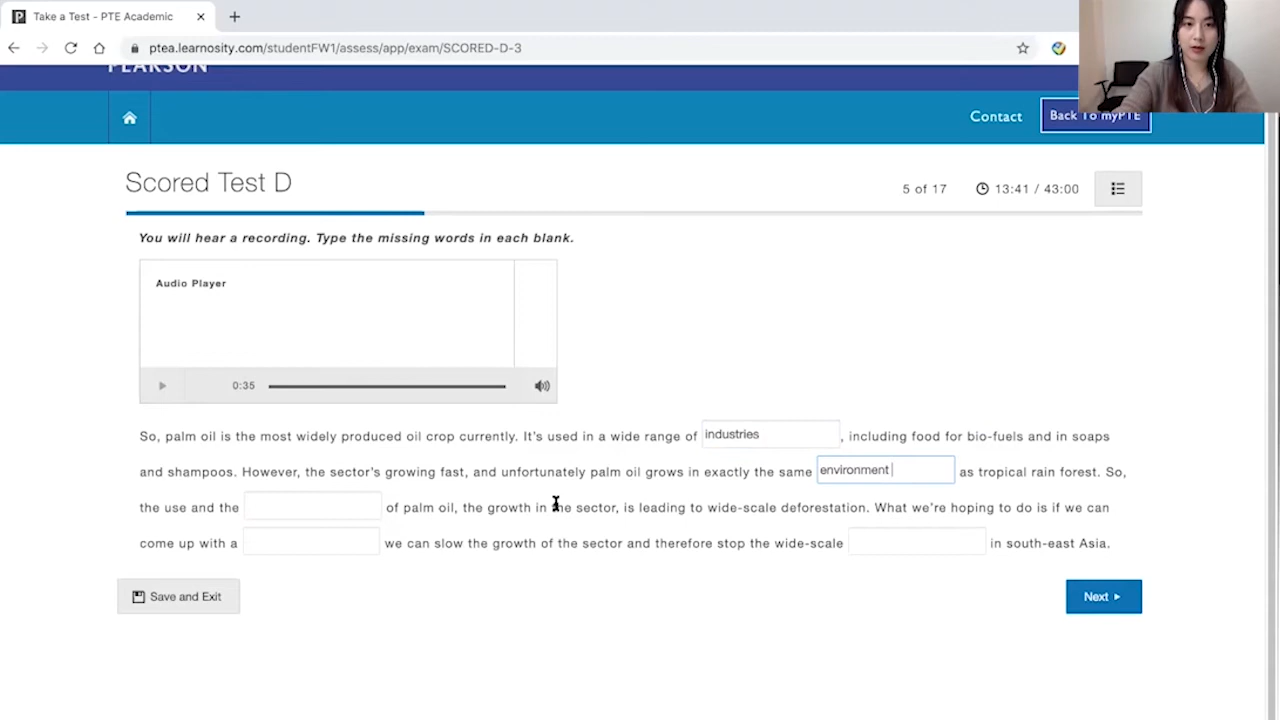 Take a Test - PTE Academic
ptea.learnosity.com/studentFW1/assess/app/exam/SCORED-D-3
PEARSON
Contact
Back To myPTE
Scored Test D
5 of 17
13:41 / 43:00
You will hear a recording. Type the missing words in each blank.
Audio Player
0:35
So, palm oil is the most widely produced oil crop currently. It's used in a wide range of industries , including food for bio-fuels and in soaps
and shampoos. However, the sector's growing fast, and unfortunately palm oil grows in exactly the same environment as tropical rain forest. So,
the use and the of palm oil, the growth in the sector, is leading to wide-scale deforestation. What we're hoping to do is if we can
come up with a we can slow the growth of the sector and therefore stop the wide-scale in south-east Asia.
Save and Exit
Next